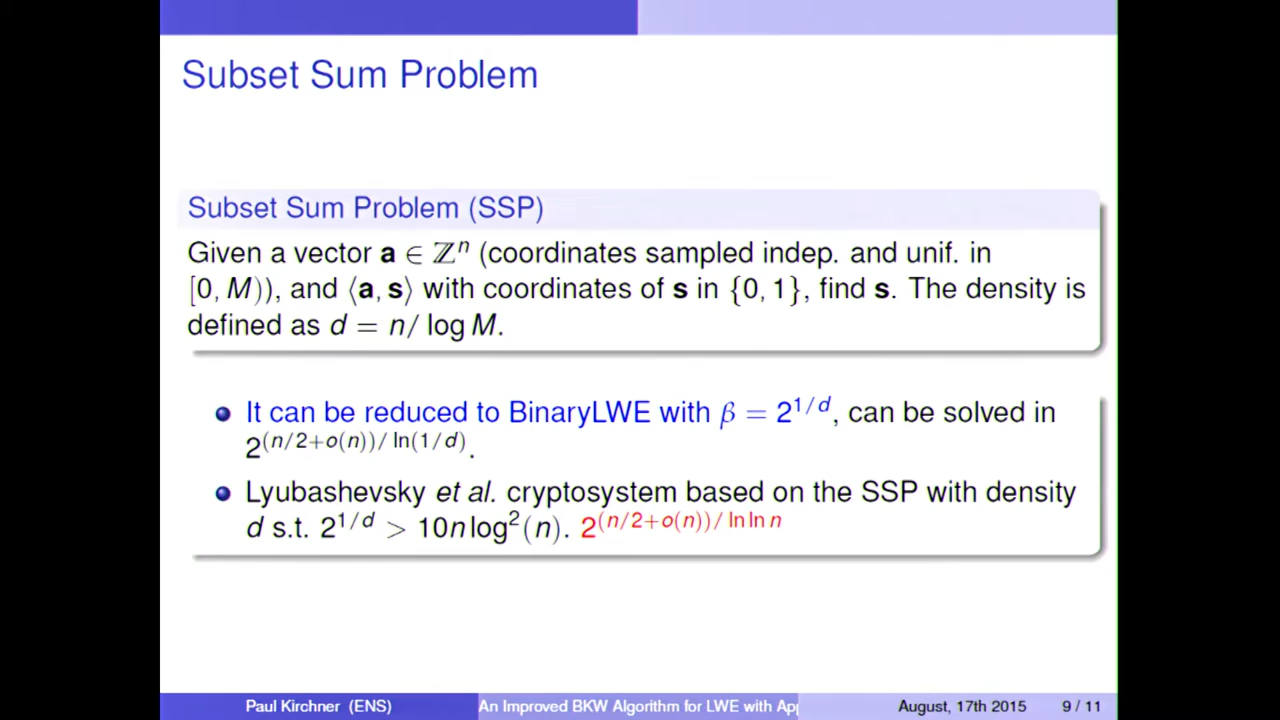 Subset Sum Problem
Subset Sum Problem (SSP)
Given a vector a ∈ ℤⁿ (coordinates sampled indep. and unif. in
[0, M)), and ⟨a, s⟩ with coordinates of s in {0, 1}, find s. The density is
defined as d = n/ log M.
It can be reduced to BinaryLWE with β = 2^{1/d}, can be solved in
2^{(n/2+o(n))/ ln(1/d)}.
Lyubashevsky et al. cryptosystem based on the SSP with density
d s.t. 2^{1/d} > 10n log²(n). 2^{(n/2+o(n))/ ln ln n}
Paul Kirchner (ENS) An Improved BKW Algorithm for LWE with App August, 17th 2015 9 / 11